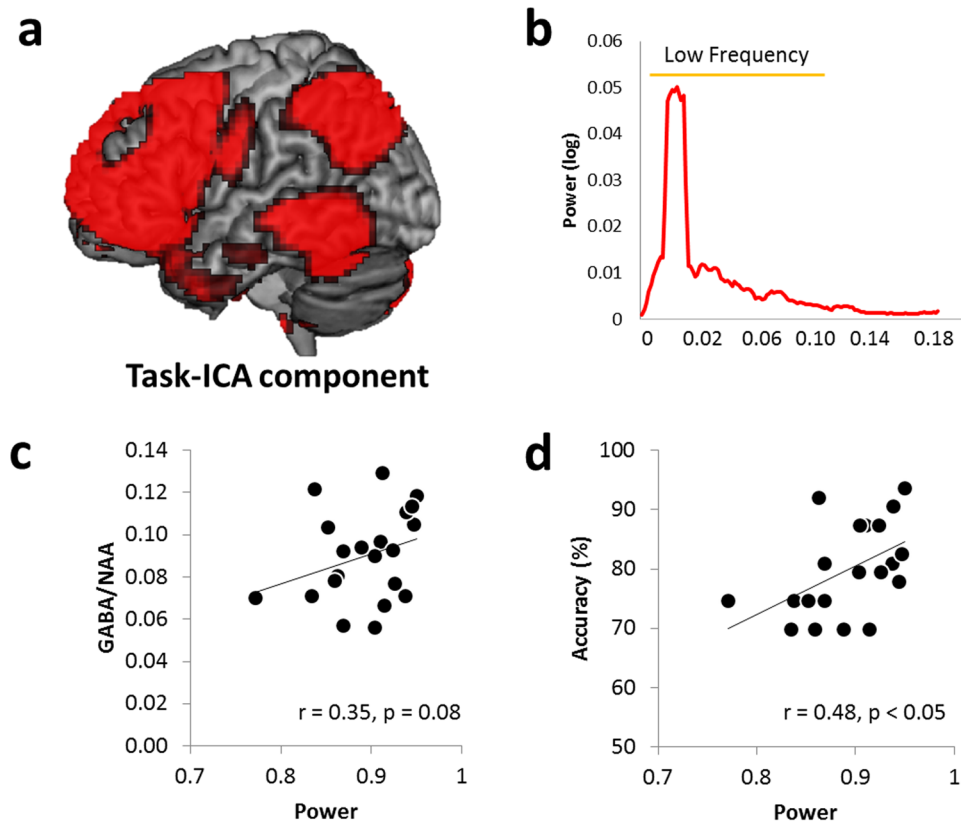 a
Task-ICA component
b
Low Frequency
Power (log)
0.06
0.05
0.04
0.03
0.02
0.01
0
0 0.02 0.06 0.10 0.14 0.18
c
GABA/NAA
0.14
0.12
0.10
0.08
0.06
0.04
0.02
0.00
r = 0.35, p = 0.08
0.7 0.8 0.9 1
Power
d
Accuracy (%)
100
90
80
70
60
50
r = 0.48, p < 0.05
0.7 0.8 0.9 1
Power